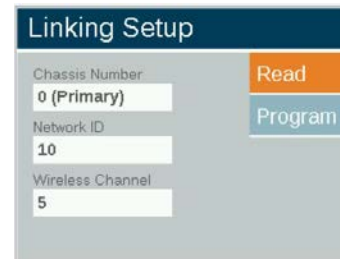 Linking Setup
Chassis Number
0 (Primary)
Network ID
10
Wireless Channel
5
Read
Program